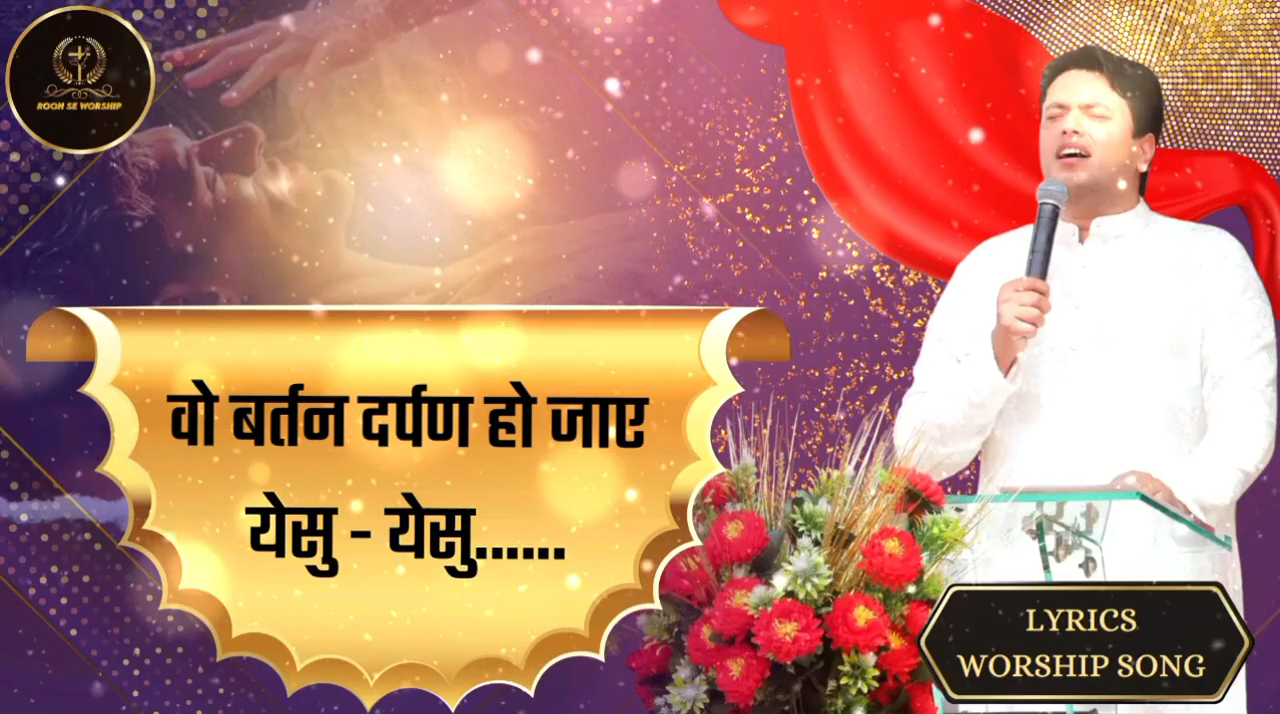 ROOH SE WORSHIP
वो बर्तन दर्पण हो जाए
येसु - येसु......
LYRICS
WORSHIP SONG